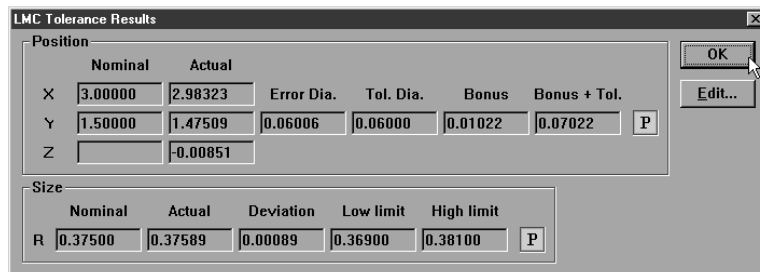 LMC Tolerance Results
Position
Nominal Actual
X 3.00000 2.98323 Error Dia. Tol. Dia. Bonus Bonus + Tol.
Y 1.50000 1.47509 0.06006 0.06000 0.01022 0.07022 P
Z -0.00851
OK
Edit...
Size
Nominal Actual Deviation Low limit High limit
R 0.37500 0.37589 0.00089 0.36900 0.38100 P